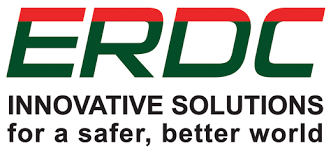 ERDC
INNOVATIVE SOLUTIONS
for a safer, better world